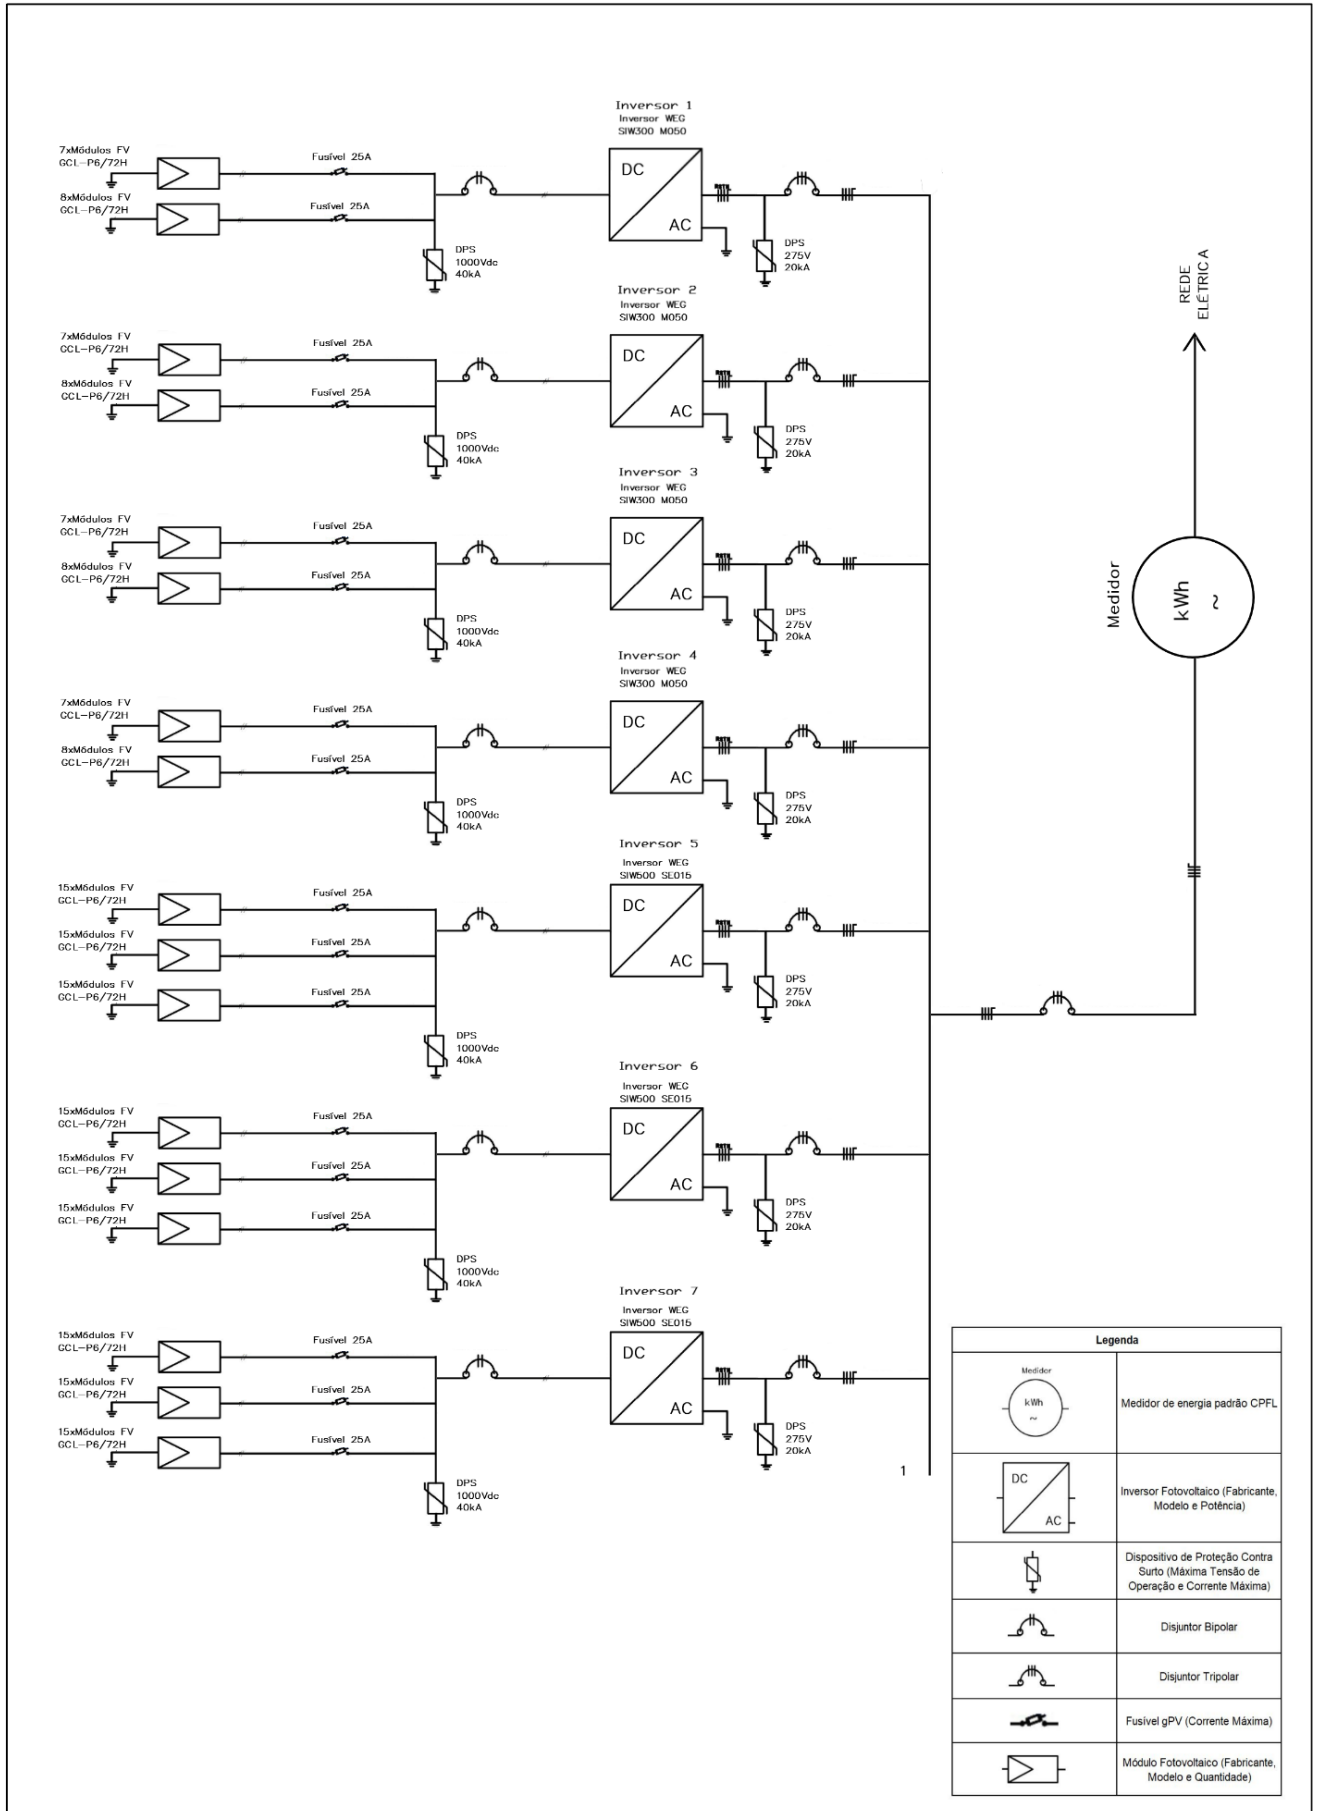 Inversor 1
Inversor WEG
SIW300 M050
7xMódulos FV
GCL-P6/72H
Fusível 25A
8xMódulos FV
GCL-P6/72H
Fusível 25A
DC
AC
DPS
1000Vdc
40kA
DPS
275V
20kA
Inversor 2
Inversor WEG
SIW300 M050
7xMódulos FV
GCL-P6/72H
Fusível 25A
8xMódulos FV
GCL-P6/72H
Fusível 25A
DC
AC
DPS
1000Vdc
40kA
DPS
275V
20kA
Inversor 3
Inversor WEG
SIW300 M050
7xMódulos FV
GCL-P6/72H
Fusível 25A
8xMódulos FV
GCL-P6/72H
Fusível 25A
DC
AC
DPS
1000Vdc
40kA
DPS
275V
20kA
Inversor 4
Inversor WEG
SIW300 M050
7xMódulos FV
GCL-P6/72H
Fusível 25A
8xMódulos FV
GCL-P6/72H
Fusível 25A
DC
AC
DPS
1000Vdc
40kA
DPS
275V
20kA
Inversor 5
Inversor WEG
SIW500 SE015
15xMódulos FV
GCL-P6/72H
Fusível 25A
15xMódulos FV
GCL-P6/72H
Fusível 25A
15xMódulos FV
GCL-P6/72H
Fusível 25A
DC
AC
DPS
1000Vdc
40kA
DPS
275V
20kA
Inversor 6
Inversor WEG
SIW500 SE015
15xMódulos FV
GCL-P6/72H
Fusível 25A
15xMódulos FV
GCL-P6/72H
Fusível 25A
15xMódulos FV
GCL-P6/72H
Fusível 25A
DC
AC
DPS
1000Vdc
40kA
DPS
275V
20kA
Inversor 7
Inversor WEG
SIW500 SE015
15xMódulos FV
GCL-P6/72H
Fusível 25A
15xMódulos FV
GCL-P6/72H
Fusível 25A
15xMódulos FV
GCL-P6/72H
Fusível 25A
DC
AC
DPS
1000Vdc
40kA
DPS
275V
20kA
1
REDE
ELÉTRICA
Medidor
kWh
~
Legenda
Medidor
kWh
~
Medidor de energia padrão CPFL
DC
AC
Inversor Fotovoltaico (Fabricante,
Modelo e Potência)
Dispositivo de Proteção Contra
Surto (Máxima Tensão de
Operação e Corrente Máxima)
Disjuntor Bipolar
Disjuntor Tripolar
Fusível gPV (Corrente Máxima)
Módulo Fotovoltaico (Fabricante,
Modelo e Quantidade)